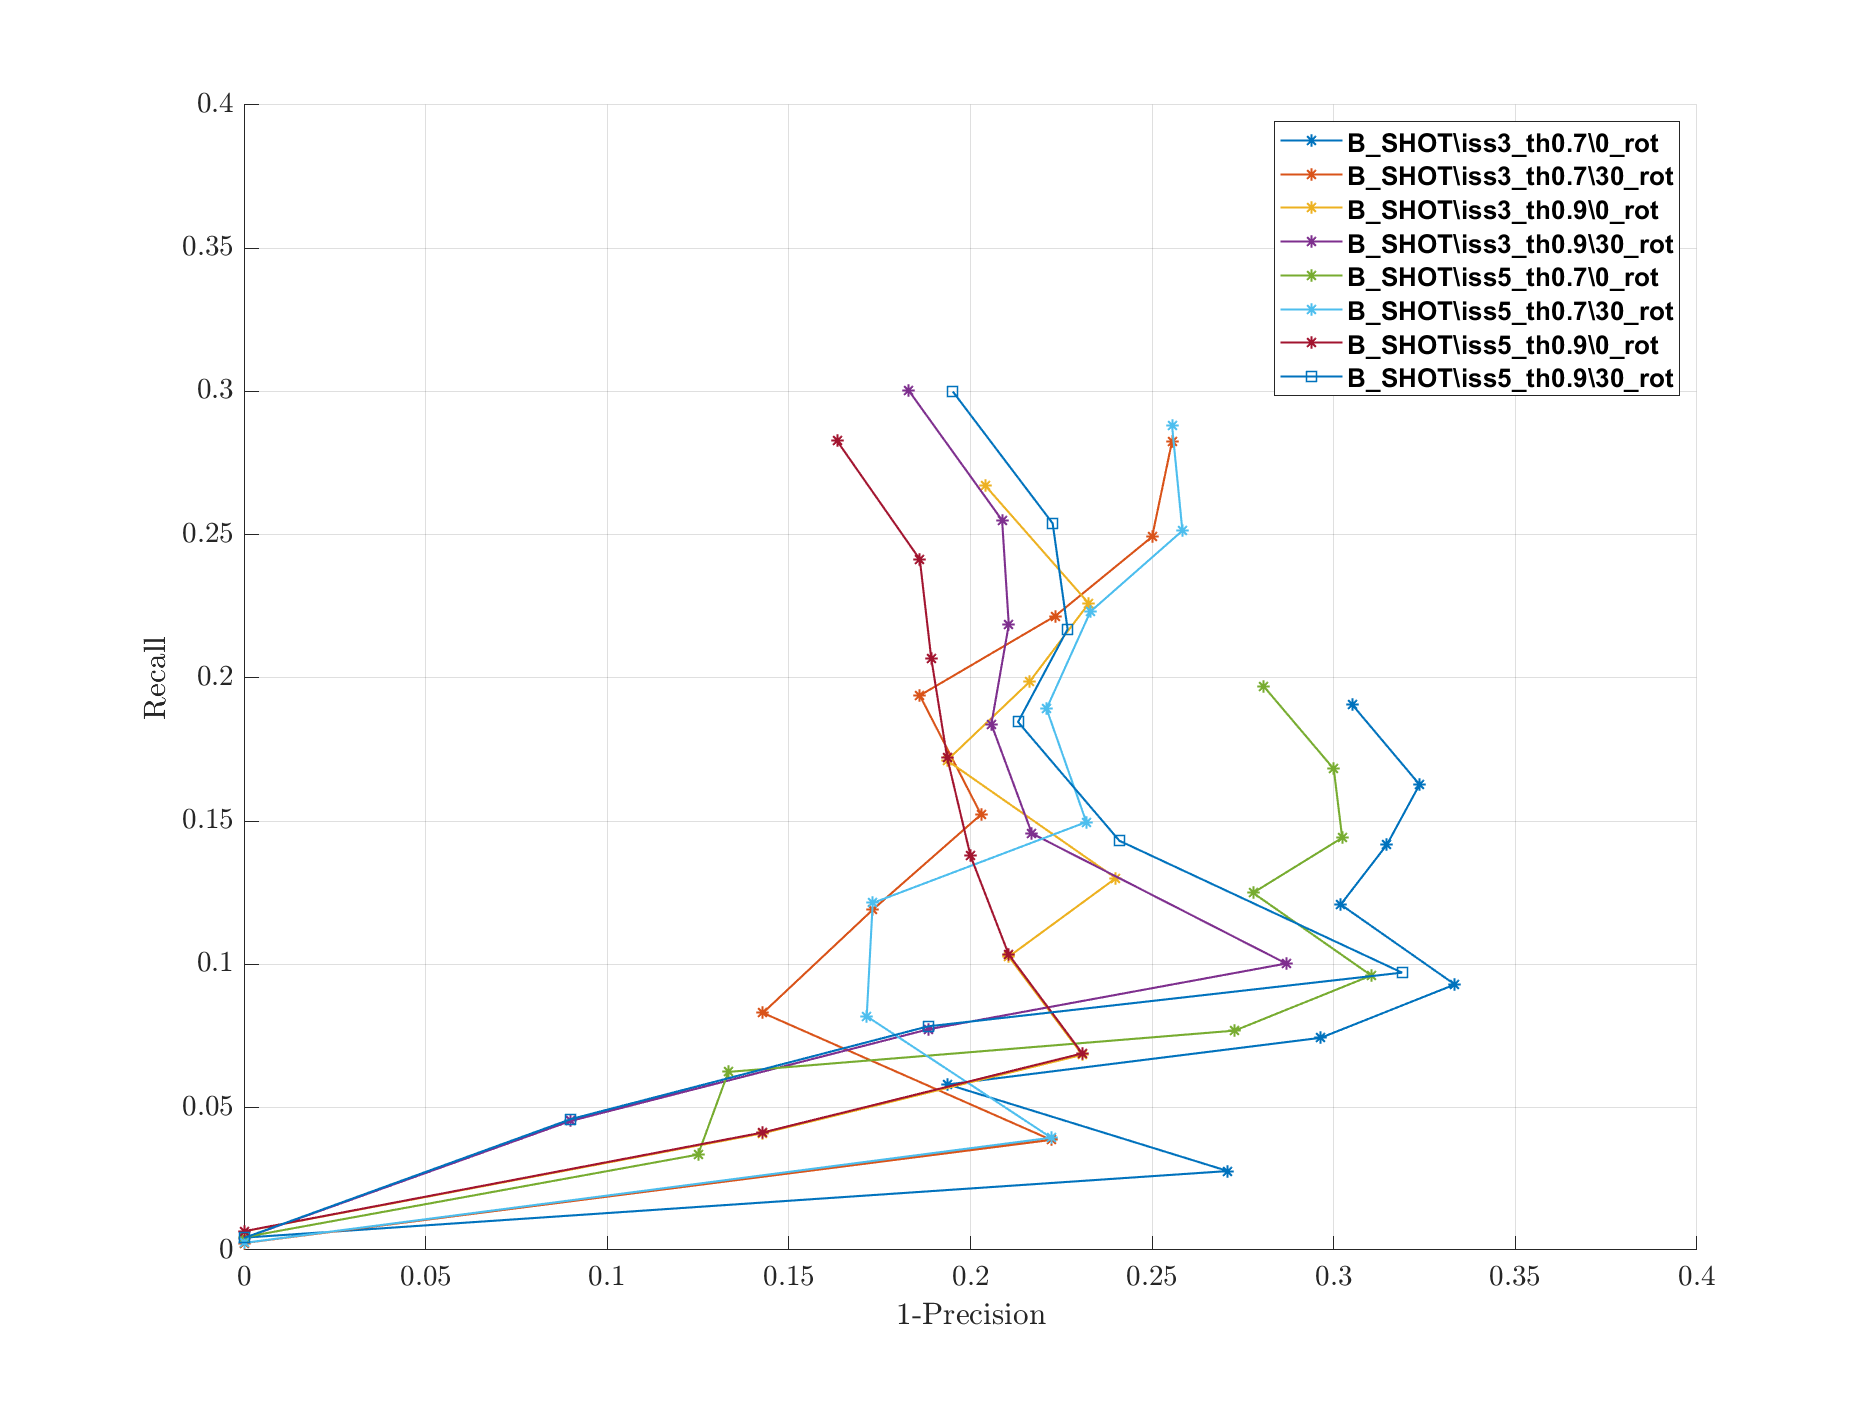 0.4
0.35
0.3
0.25
0.2
0.15
0.1
0.05
0
Recall
0 0.05 0.1 0.15 0.2 0.25 0.3 0.35 0.4
1-Precision
B_SHOT\iss3_th0.7\0_rot
B_SHOT\iss3_th0.7\30_rot
B_SHOT\iss3_th0.9\0_rot
B_SHOT\iss3_th0.9\30_rot
B_SHOT\iss5_th0.7\0_rot
B_SHOT\iss5_th0.7\30_rot
B_SHOT\iss5_th0.9\0_rot
B_SHOT\iss5_th0.9\30_rot